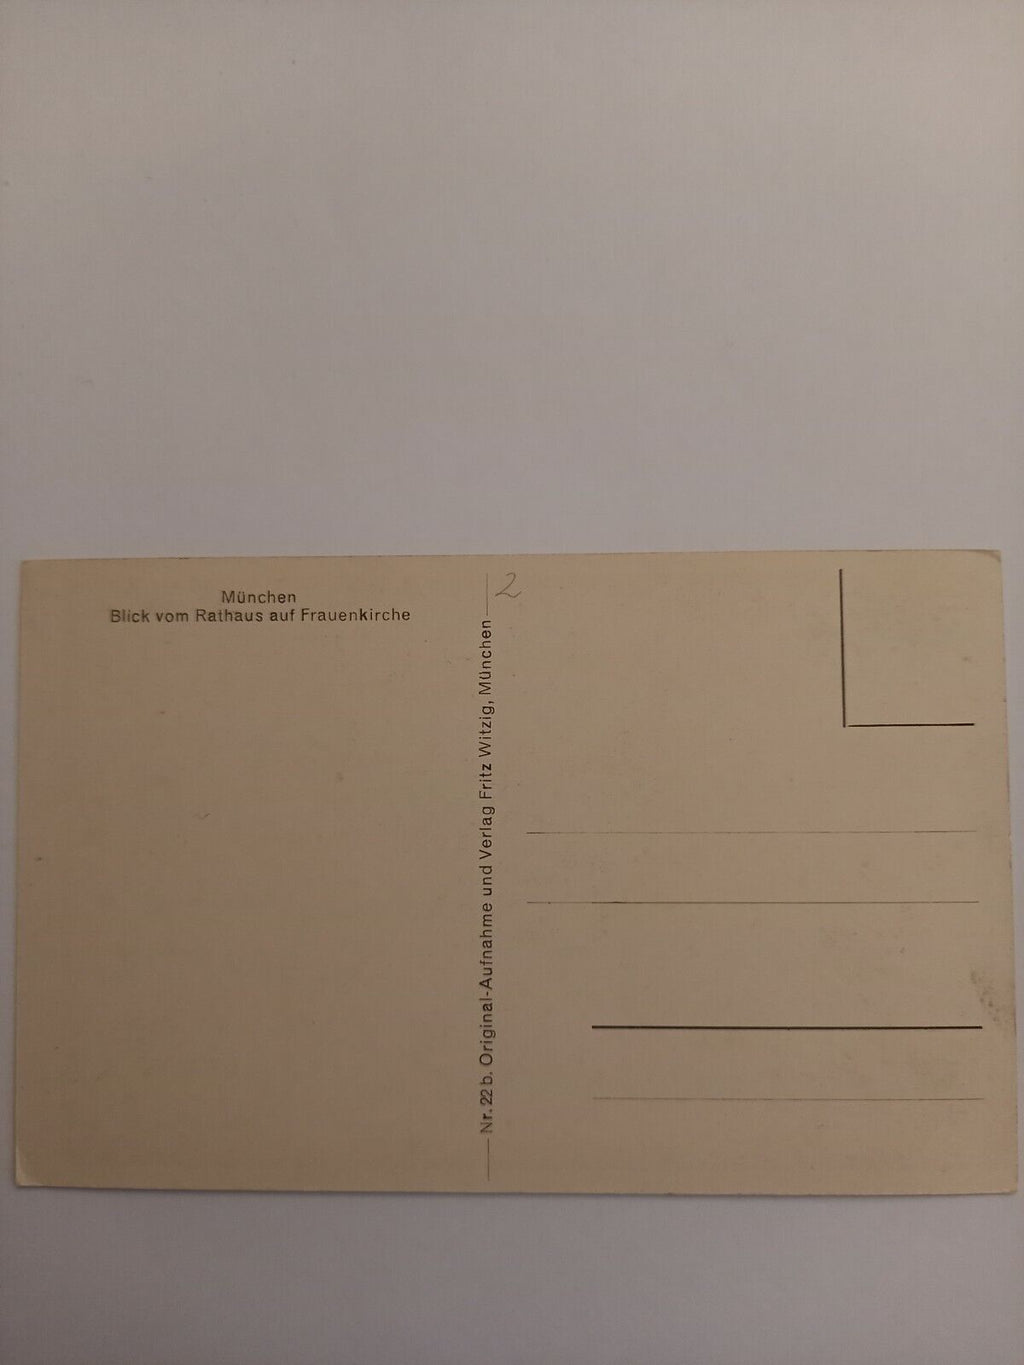 München
Blick vom Rathaus auf Frauenkirche
Nr. 22 b. Original-Aufnahme und Verlag Fritz Witzig, München
2